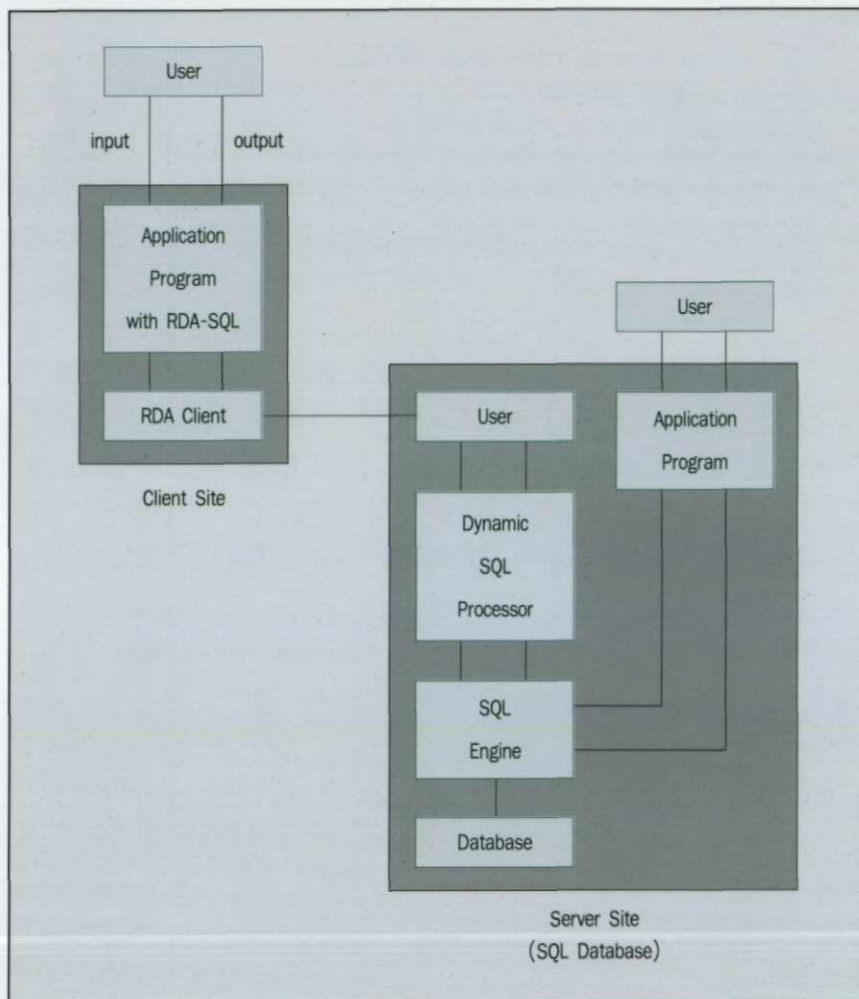 User
input
output
Application
Program
with RDA-SQL
RDA Client
Client Site
User
User
Application
Program
Dynamic
SQL
Processor
SQL
Engine
Database
Server Site
(SQL Database)